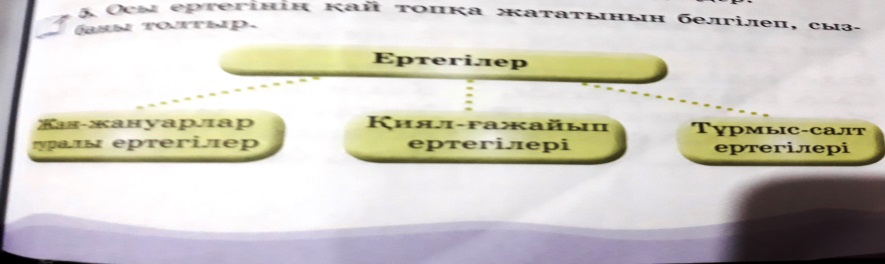 5. Осы ертегінің қай топқа жататынын белгілеп, сыз-
баны толтыр.
Ертегілер
Жан-жануарлар
туралы ертегілер
Қиял-ғажайып
ертегілері
Тұрмыс-салт
ертегілері